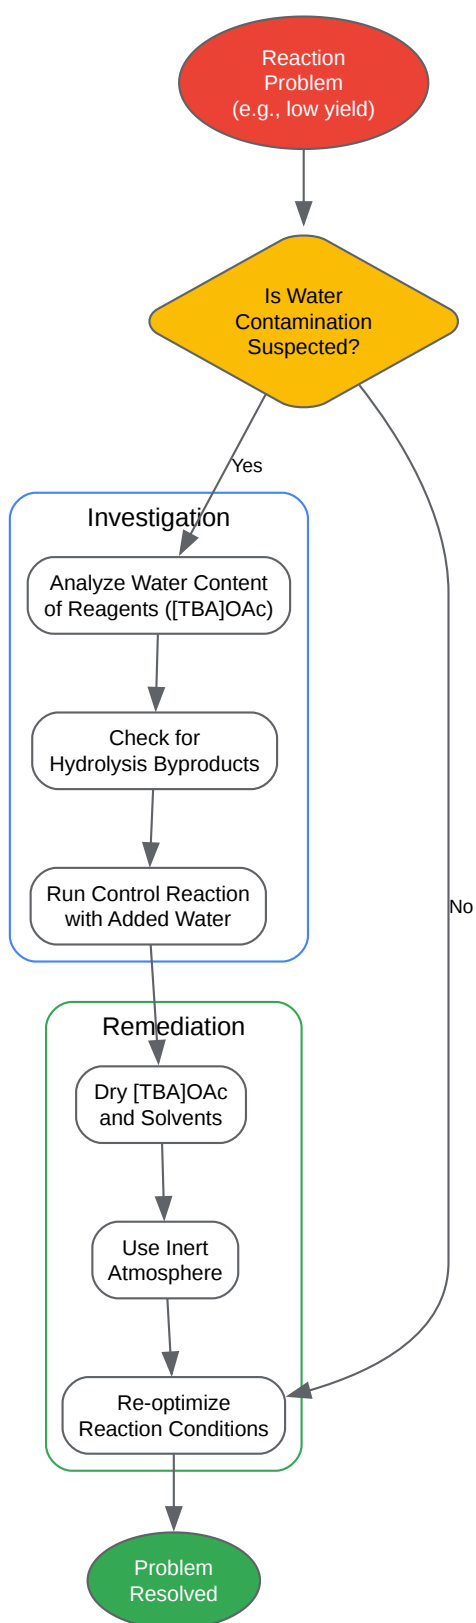 Reaction
Problem
(e.g., low yield)
Is Water
Contamination
Suspected?
Yes
Investigation
Analyze Water Content
of Reagents ([TBA]OAc)
Check for
Hydrolysis Byproducts
Run Control Reaction
with Added Water
No
Remediation
Dry [TBA]OAc
and Solvents
Use Inert
Atmosphere
Re-optimize
Reaction Conditions
Problem
Resolved